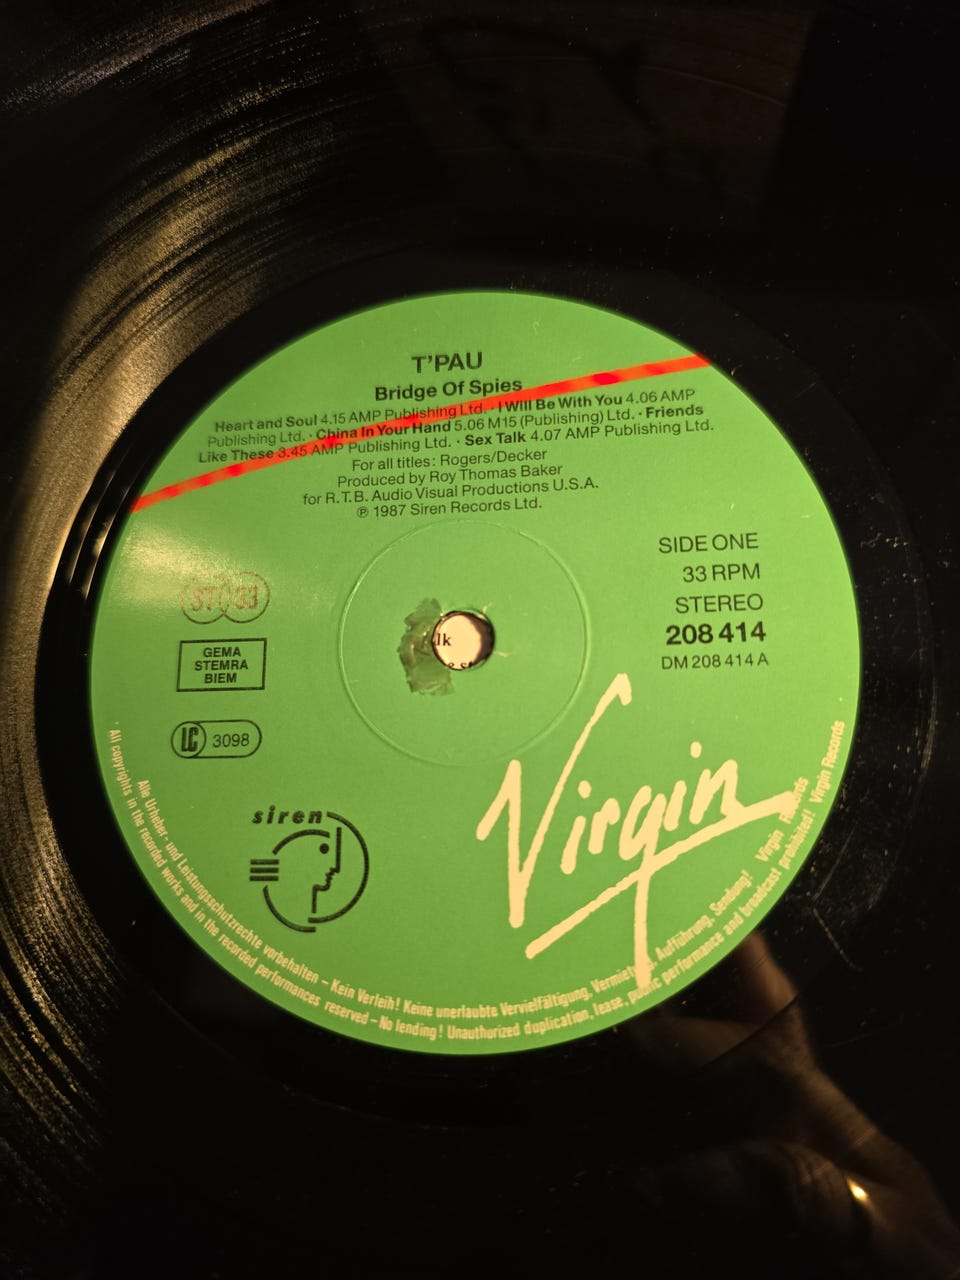 T'PAU
Bridge Of Spies
Heart and Soul 4.15 AMP Publishing Ltd. · I Will Be With You 4.06 AMP
Publishing Ltd. · China In Your Hand 5.06 M15 (Publishing) Ltd. · Friends
Like These 3.45 AMP Publishing Ltd. · Sex Talk 4.07 AMP Publishing Ltd.
For all titles: Rogers/Decker
Produced by Roy Thomas Baker
for R.T.B. Audio Visual Productions U.S.A.
℗ 1987 Siren Records Ltd.
SIDE ONE
33 RPM
STEREO
208 414
DM 208 414 A
ST 33
GEMA
STEMRA
BIEM
LC 3098
lk
siren
Virgin
Alle Urheber- und Leistungsschutzrechte vorbehalten – Kein Verleih! Keine unerlaubte Vervielfältigung, Vermietung, Aufführung, Sendung! Virgin Records
All copyrights in the recorded works and in the recorded performances reserved – No lending! Unauthorized duplication, lease, public performance and broadcast prohibited! Virgin Records